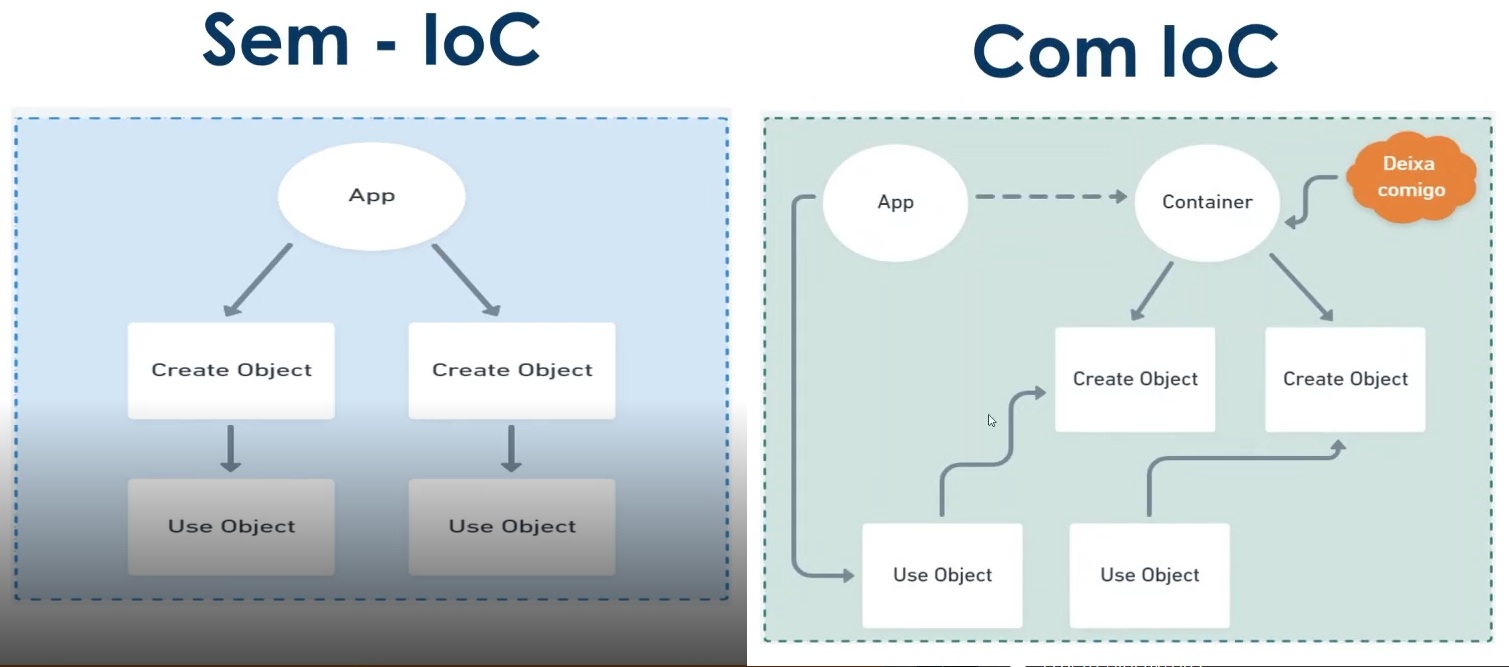 Sem - IoC
App
Create Object
Create Object
Use Object
Use Object
Com IoC
App
Container
Deixa
comigo
Create Object
Create Object
Use Object
Use Object